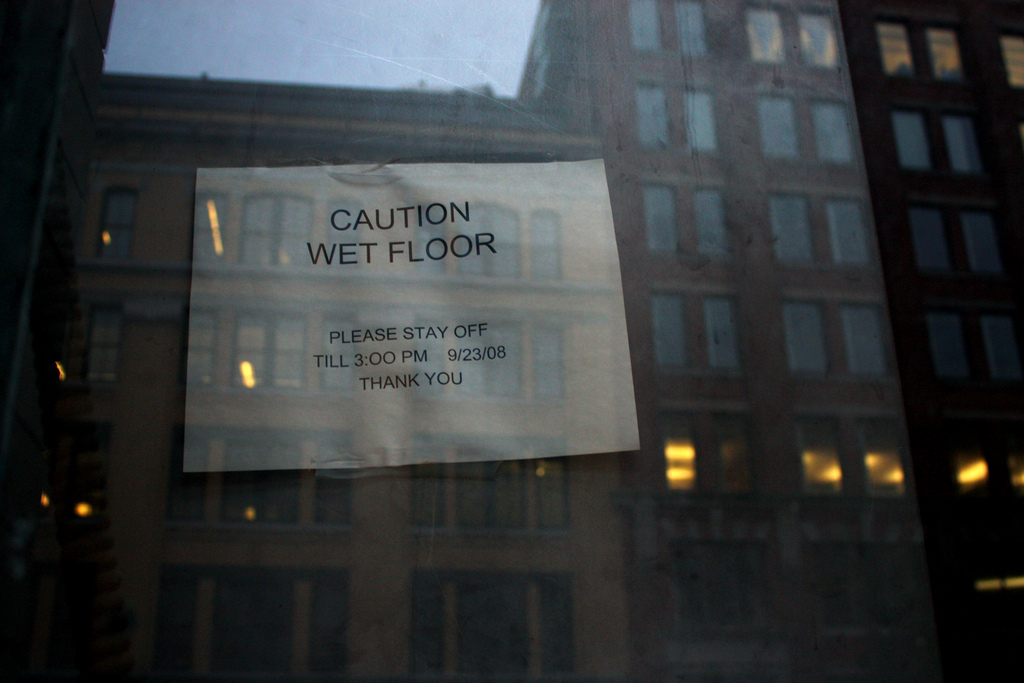 CAUTION
WET FLOOR
PLEASE STAY OFF
TILL 3:00 PM 9/23/08
THANK YOU